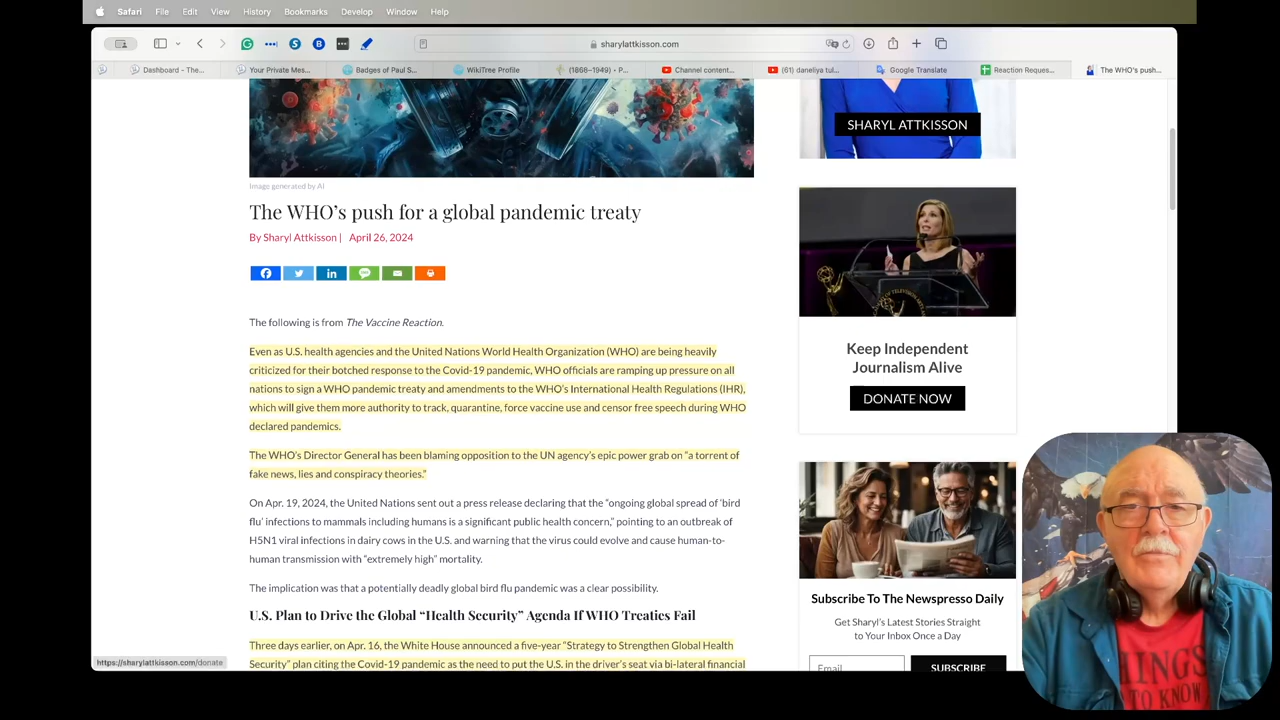 Safari File Edit View History Bookmarks Develop Window Help
sharylattkisson.com
Dashboard - The...
Your Private Mes...
Badges of Paul S...
WikiTree Profile
(1866–1949) • P...
Channel content...
(61) daneliya tul...
Google Translate
Reaction Reques...
The WHO's push...
SHARYL ATTKISSON
Image generated by AI
The WHO’s push for a global pandemic treaty
By Sharyl Attkisson | April 26, 2024
The following is from The Vaccine Reaction.
Even as U.S. health agencies and the United Nations World Health Organization (WHO) are being heavily
criticized for their botched response to the Covid-19 pandemic, WHO officials are ramping up pressure on all
nations to sign a WHO pandemic treaty and amendments to the WHO’s International Health Regulations (IHR),
which will give them more authority to track, quarantine, force vaccine use and censor free speech during WHO
declared pandemics.
The WHO’s Director General has been blaming opposition to the UN agency’s epic power grab on “a torrent of
fake news, lies and conspiracy theories.”
On Apr. 19, 2024, the United Nations sent out a press release declaring that the “ongoing global spread of ‘bird
flu’ infections to mammals including humans is a significant public health concern,” pointing to an outbreak of
H5N1 viral infections in dairy cows in the U.S. and warning that the virus could evolve and cause human-to-
human transmission with “extremely high” mortality.
The implication was that a potentially deadly global bird flu pandemic was a clear possibility.
U.S. Plan to Drive the Global “Health Security” Agenda If WHO Treaties Fail
Three days earlier, on Apr. 16, the White House announced a five-year “Strategy to Strengthen Global Health
Security” plan citing the Covid-19 pandemic as the need to put the U.S. in the driver’s seat via bi-lateral financial
Keep Independent
Journalism Alive
DONATE NOW
Subscribe To The Newspresso Daily
Get Sharyl’s Latest Stories Straight
to Your Inbox Once a Day
Email
SUBSCRIBE
https://sharylattkisson.com/donate
THINGS
TO KNOW